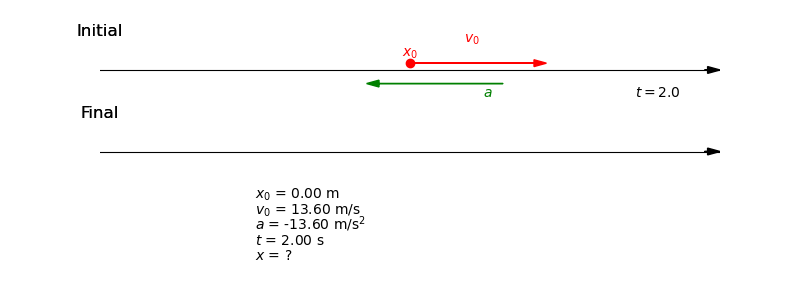 Initial
v₀
x₀
a
t = 2.0
Final
x₀ = 0.00 m
v₀ = 13.60 m/s
a = -13.60 m/s²
t = 2.00 s
x = ?